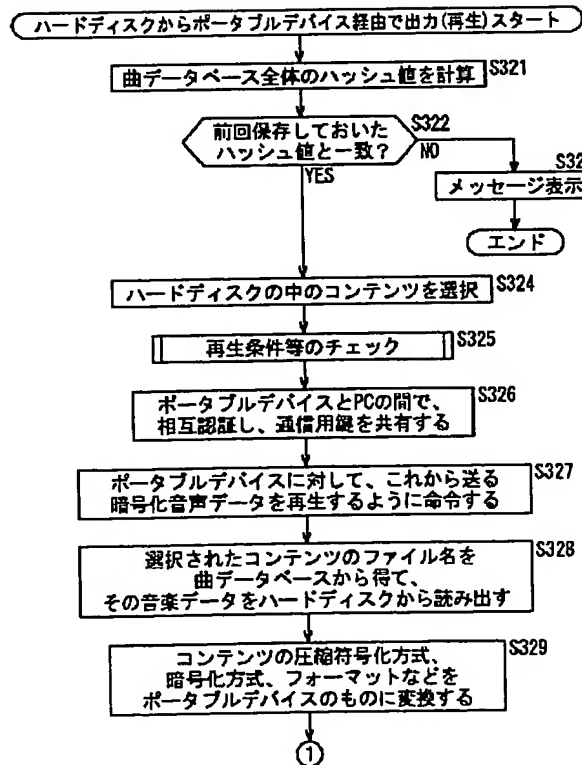 ハードディスクからポータブルデバイス経由で出力(再生)スタート
曲データベース全体のハッシュ値を計算
S321
前回保存しておいた
ハッシュ値と一致?
S322
NO
YES
S32
メッセージ表示
エンド
ハードディスクの中のコンテンツを選択
S324
再生条件等のチェック
S325
ポータブルデバイスとPCの間で、
相互認証し、通信用鍵を共有する
S326
ポータブルデバイスに対して、これから送る
暗号化音声データを再生するように命令する
S327
選択されたコンテンツのファイル名を
曲データベースから得て、
その音楽データをハードディスクから読み出す
S328
コンテンツの圧縮符号化方式、
暗号化方式、フォーマットなどを
ポータブルデバイスのものに変換する
S329
1